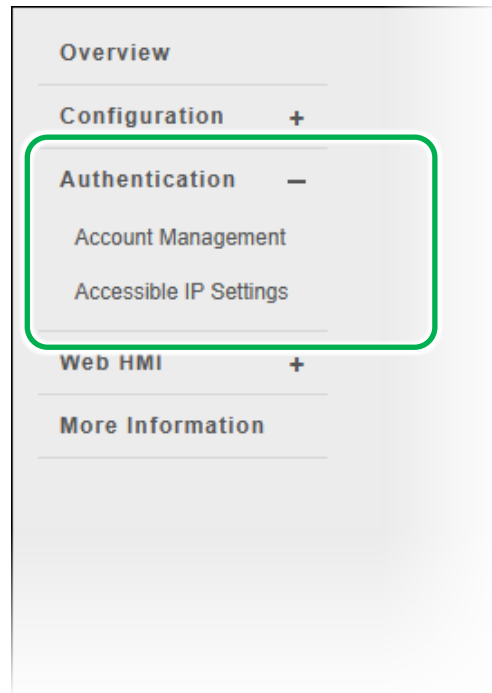 Overview
Configuration +
Authentication −
Account Management
Accessible IP Settings
Web HMI +
More Information